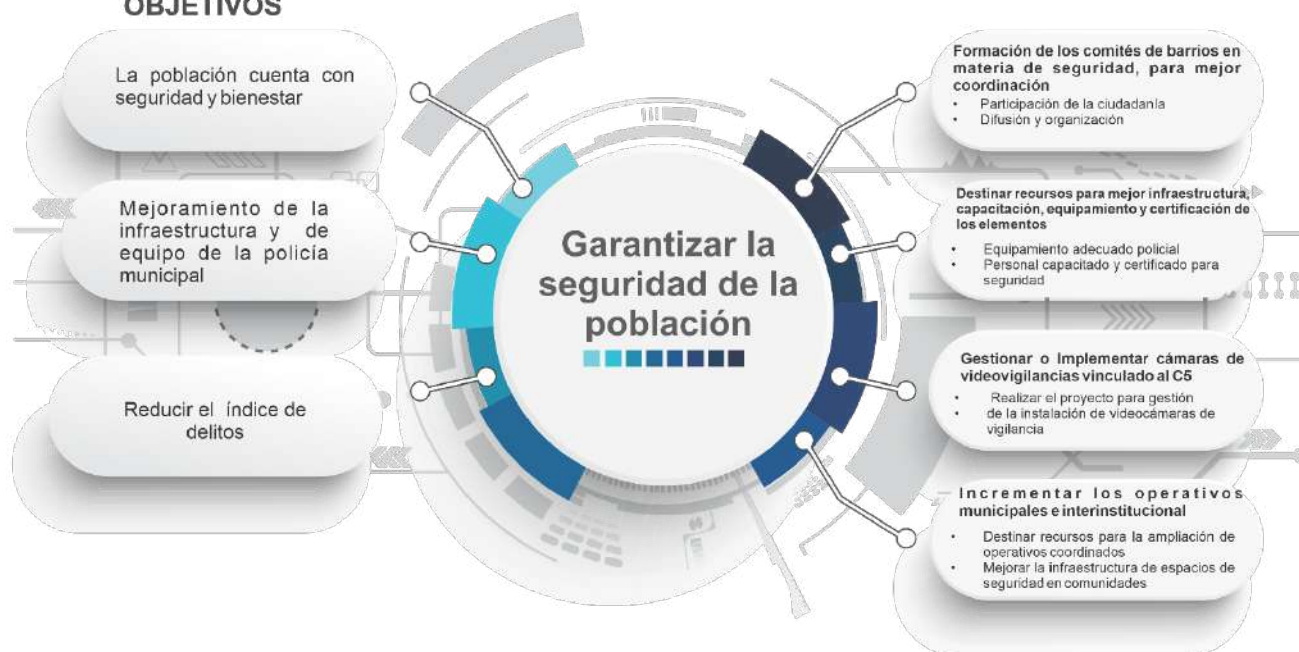 OBJETIVOS
La población cuenta con
seguridad y bienestar
Mejoramiento de la
infraestructura y de
equipo de la policía
municipal
Reducir el índice de
delitos
Garantizar la
seguridad de la
población
Formación de los comités de barrios en
materia de seguridad, para mejor
coordinación
• Participación de la ciudadanía
• Difusión y organización
Destinar recursos para mejor infraestructura,
capacitación, equipamiento y certificación de
los elementos
• Equipamiento adecuado policial
• Personal capacitado y certificado para
seguridad
Gestionar o Implementar cámaras de
videovigilancias vinculado al C5
• Realizar el proyecto para gestión
• de la instalación de videocámaras de
vigilancia
Incrementar los operativos
municipales e interinstitucional
• Destinar recursos para la ampliación de
operativos coordinados
• Mejorar la infraestructura de espacios de
seguridad en comunidades